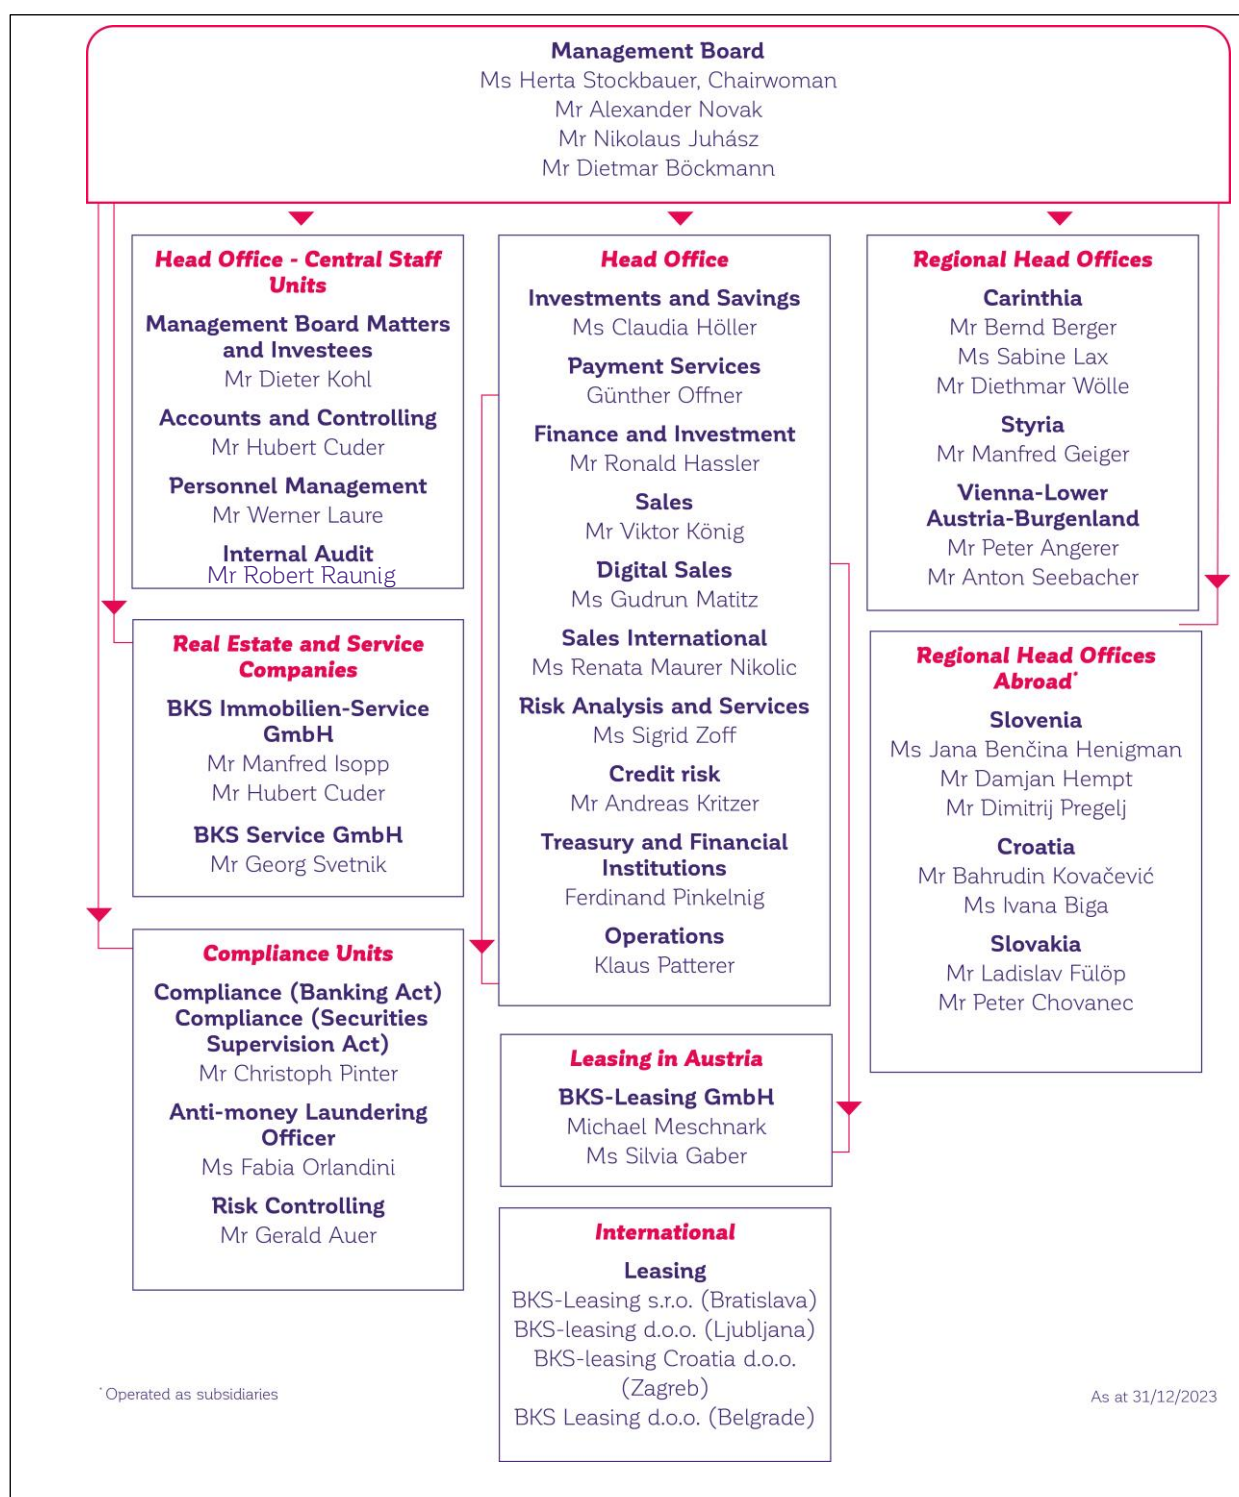 Management Board
Ms Herta Stockbauer, Chairwoman
Mr Alexander Novak
Mr Nikolaus Juhász
Mr Dietmar Böckmann
Head Office - Central Staff
Units
Management Board Matters
and Investees
Mr Dieter Kohl
Accounts and Controlling
Mr Hubert Cuder
Personnel Management
Mr Werner Laure
Internal Audit
Mr Robert Raunig
Real Estate and Service
Companies
BKS Immobilien-Service
GmbH
Mr Manfred Isopp
Mr Hubert Cuder
BKS Service GmbH
Mr Georg Svetnik
Compliance Units
Compliance (Banking Act)
Compliance (Securities
Supervision Act)
Mr Christoph Pinter
Anti-money Laundering
Officer
Ms Fabia Orlandini
Risk Controlling
Mr Gerald Auer
Head Office
Investments and Savings
Ms Claudia Höller
Payment Services
Günther Offner
Finance and Investment
Mr Ronald Hassler
Sales
Mr Viktor König
Digital Sales
Ms Gudrun Matitz
Sales International
Ms Renata Maurer Nikolic
Risk Analysis and Services
Ms Sigrid Zoff
Credit risk
Mr Andreas Kritzer
Treasury and Financial
Institutions
Ferdinand Pinkelnig
Operations
Klaus Patterer
Leasing in Austria
BKS-Leasing GmbH
Michael Meschnark
Ms Silvia Gaber
International
Leasing
BKS-Leasing s.r.o. (Bratislava)
BKS-leasing d.o.o. (Ljubljana)
BKS-leasing Croatia d.o.o.
(Zagreb)
BKS Leasing d.o.o. (Belgrade)
Regional Head Offices
Carinthia
Mr Bernd Berger
Ms Sabine Lax
Mr Diethmar Wölle
Styria
Mr Manfred Geiger
Vienna-Lower
Austria-Burgenland
Mr Peter Angerer
Mr Anton Seebacher
Regional Head Offices
Abroad*
Slovenia
Ms Jana Benčina Henigman
Mr Damjan Hempt
Mr Dimitrij Pregelj
Croatia
Mr Bahrudin Kovačević
Ms Ivana Biga
Slovakia
Mr Ladislav Fülöp
Mr Peter Chovanec
* Operated as subsidiaries
As at 31/12/2023